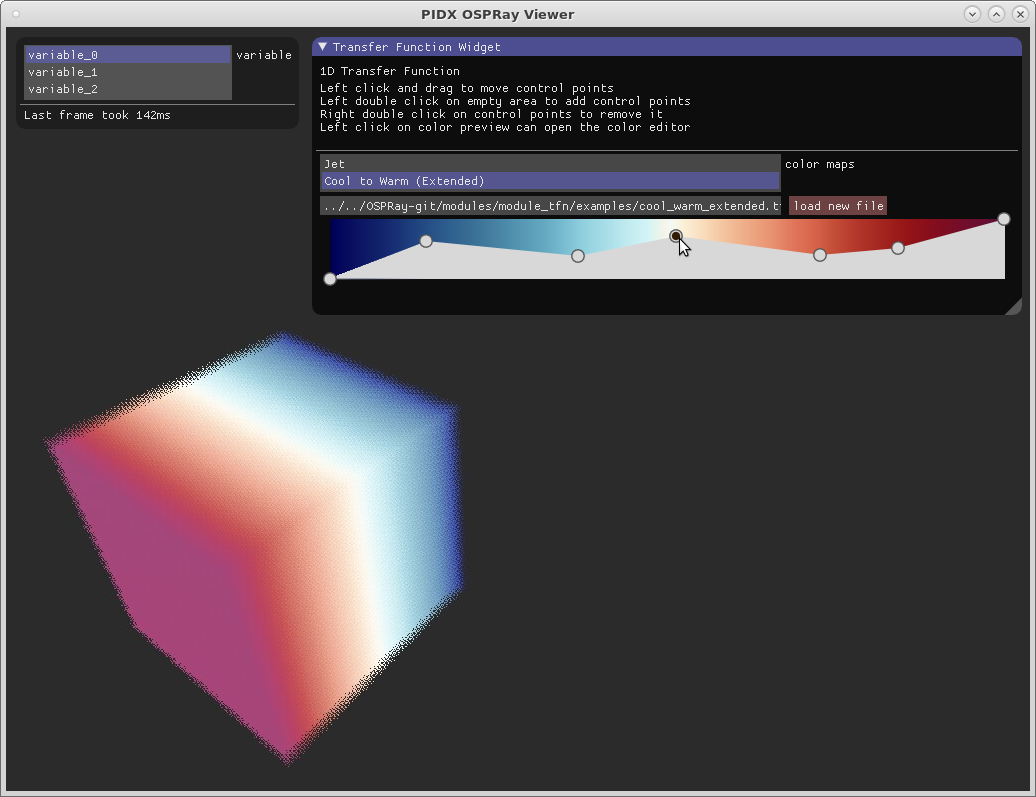 PIDX OSPRay Viewer
variable_0 variable
variable_1
variable_2
Last frame took 142ms
Transfer Function Widget
1D Transfer Function
Left click and drag to move control points
Left double click on empty area to add control points
Right double click on control points to remove it
Left click on color preview can open the color editor
Jet color maps
Cool to Warm (Extended)
../../OSPRay-git/modules/module_tfn/examples/cool_warm_extended.t load new file